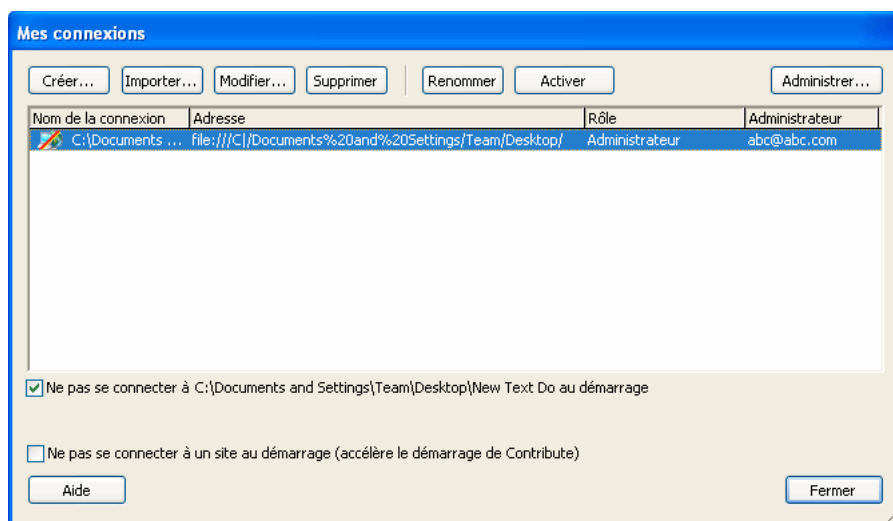 Mes connexions
Créer... Importer... Modifier... Supprimer Renommer Activer Administrer...
Nom de la connexion Adresse Rôle Administrateur
C:\Documents ... file:///C|/Documents%20and%20Settings/Team/Desktop/ Administrateur abc@abc.com
Ne pas se connecter à C:\Documents and Settings\Team\Desktop\New Text Do au démarrage
Ne pas se connecter à un site au démarrage (accélère le démarrage de Contribute)
Aide Fermer